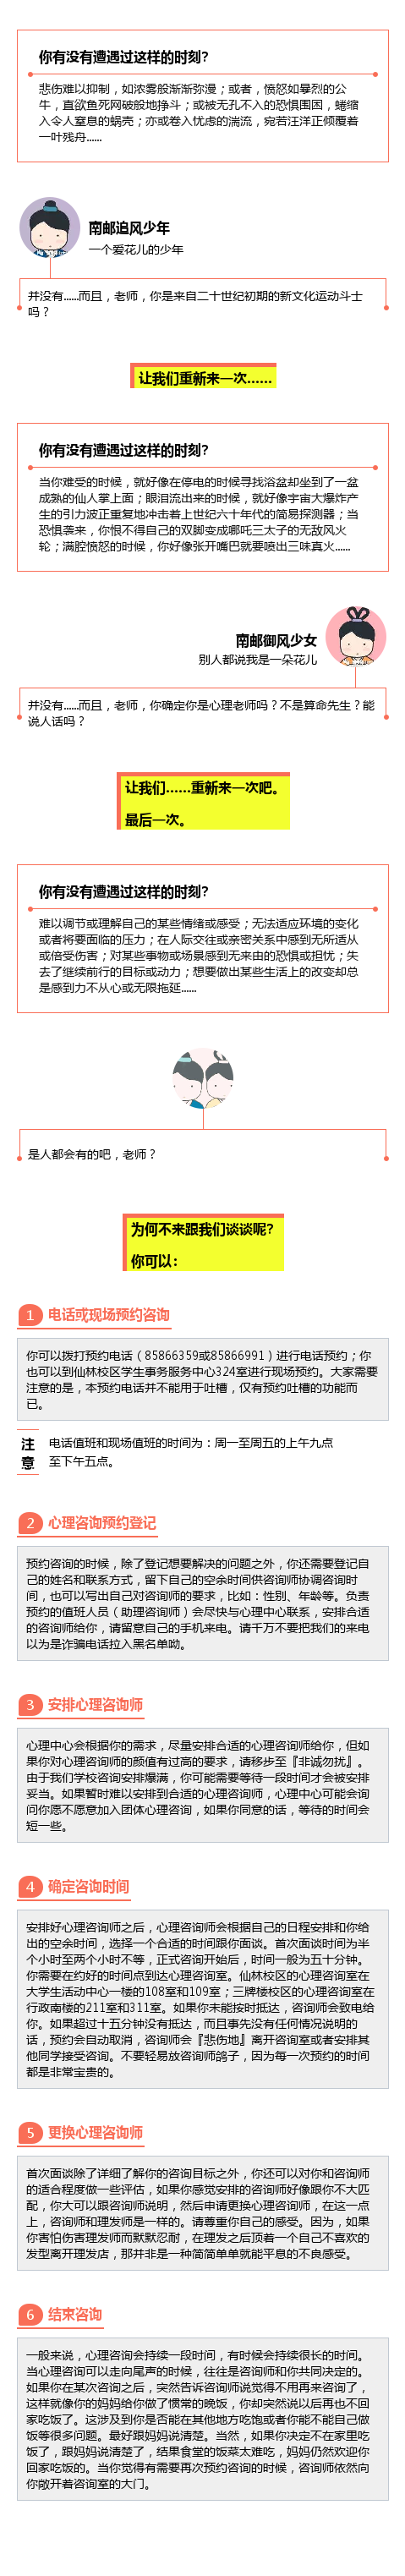 你有没有遭遇过这样的时刻？
悲伤难以抑制，如浓雾般渐渐弥漫；或者，愤怒如暴烈的公
牛，直欲鱼死网破般地挣斗；或被无孔不入的恐惧围困，蜷缩
入令人窒息的蜗壳；亦或卷入忧虑的湍流，宛若汪洋正倾覆着
一叶残舟......
南邮追风少年
一个爱花儿的少年
并没有......而且，老师，你是来自二十世纪初期的新文化运动斗士
吗？
让我们重新来一次......
你有没有遭遇过这样的时刻？
当你难受的时候，就好像在停电的时候寻找浴盆却坐到了一盆
成熟的仙人掌上面；眼泪流出来的时候，就好像宇宙大爆炸产
生的引力波正重复地冲击着上世纪六十年代的简易探测器；当
恐惧袭来，你恨不得自己的双脚变成哪吒三太子的无敌风火
轮；满腔愤怒的时候，你好像张开嘴巴就要喷出三味真火......
南邮御风少女
别人都说我是一朵花儿
并没有......而且，老师，你确定你是心理老师吗？不是算命先生？能
说人话吗？
让我们......重新来一次吧。
最后一次。
你有没有遭遇过这样的时刻？
难以调节或理解自己的某些情绪或感受；无法适应环境的变化
或者将要面临的压力；在人际交往或亲密关系中感到无所适从
或倍受伤害；对某些事物或场景感到无来由的恐惧或担忧；失
去了继续前行的目标或动力；想要做出某些生活上的改变却总
是感到力不从心或无限拖延......
是人都会有的吧，老师？
为何不来跟我们谈谈呢？
你可以：
1 电话或现场预约咨询
你可以拨打预约电话（85866359或85866991）进行电话预约；你
也可以到仙林校区学生事务服务中心324室进行现场预约。大家需要
注意的是，本预约电话并不能用于吐槽，仅有预约吐槽的功能而
已。
注意 电话值班和现场值班的时间为：周一至周五的上午九点
至下午五点。
2 心理咨询预约登记
预约咨询的时候，除了登记想要解决的问题之外，你还需要登记自
己的姓名和联系方式，留下自己的空余时间供咨询师协调咨询时
间，也可以写出自己对咨询师的要求，比如：性别、年龄等。负责
预约的值班人员（助理咨询师）会尽快与心理中心联系，安排合适
的咨询师给你，请留意自己的手机来电。请千万不要把我们的来电
以为是诈骗电话拉入黑名单呦。
3 安排心理咨询师
心理中心会根据你的需求，尽量安排合适的心理咨询师给你，但如
果你对心理咨询师的颜值有过高的要求，请移步至『非诚勿扰』。
由于我们学校咨询安排爆满，你可能需要等待一段时间才会被安排
妥当。如果暂时难以安排到合适的心理咨询师，心理中心可能会询
问你愿不愿意加入团体心理咨询，如果你同意的话，等待的时间会
短一些。
4 确定咨询时间
安排好心理咨询师之后，心理咨询师会根据自己的日程安排和你给
出的空余时间，选择一个合适的时间跟你面谈。首次面谈时间为半
个小时至两个小时不等，正式咨询开始后，时间一般为五十分钟。
你需要在约好的时间点到达心理咨询室。仙林校区的心理咨询室在
大学生活动中心一楼的108室和109室；三牌楼校区的心理咨询室在
行政南楼的211室和311室。如果你未能按时抵达，咨询师会致电给
你。如果超过十五分钟没有抵达，而且事先没有任何情况说明的
话，预约会自动取消，咨询师会『悲伤地』离开咨询室或者安排其
他同学接受咨询。不要轻易放咨询师鸽子，因为每一次预约的时间
都是非常宝贵的。
5 更换心理咨询师
首次面谈除了详细了解你的咨询目标之外，你还可以对你和咨询师
的适合程度做一些评估，如果你感觉安排的咨询师好像跟你不大匹
配，你大可以跟咨询师说明，然后申请更换心理咨询师，在这一点
上，咨询师和理发师是一样的。请尊重你自己的感受。因为，如果
你害怕伤害理发师而默默忍耐，在理发之后顶着一个自己不喜欢的
发型离开理发店，那并非是一种简简单单就能平息的不良感受。
6 结束咨询
一般来说，心理咨询会持续一段时间，有时候会持续很长的时间。
当心理咨询可以走向尾声的时候，往往是咨询师和你共同决定的。
如果你在某次咨询之后，突然告诉咨询师说觉得不用再来咨询了，
这样就像你的妈妈给你做了惯常的晚饭，你却突然说以后再也不回
家吃饭了。这涉及到你是否能在其他地方吃饱或者你能不能自己做
饭等很多问题。最好跟妈妈说清楚。当然，如果你决定不在家里吃
饭了，跟妈妈说清楚了，结果食堂的饭菜太难吃，妈妈仍然欢迎你
回家吃饭的。当你觉得有需要再次预约咨询的时候，咨询师依然向
你敞开着咨询室的大门。